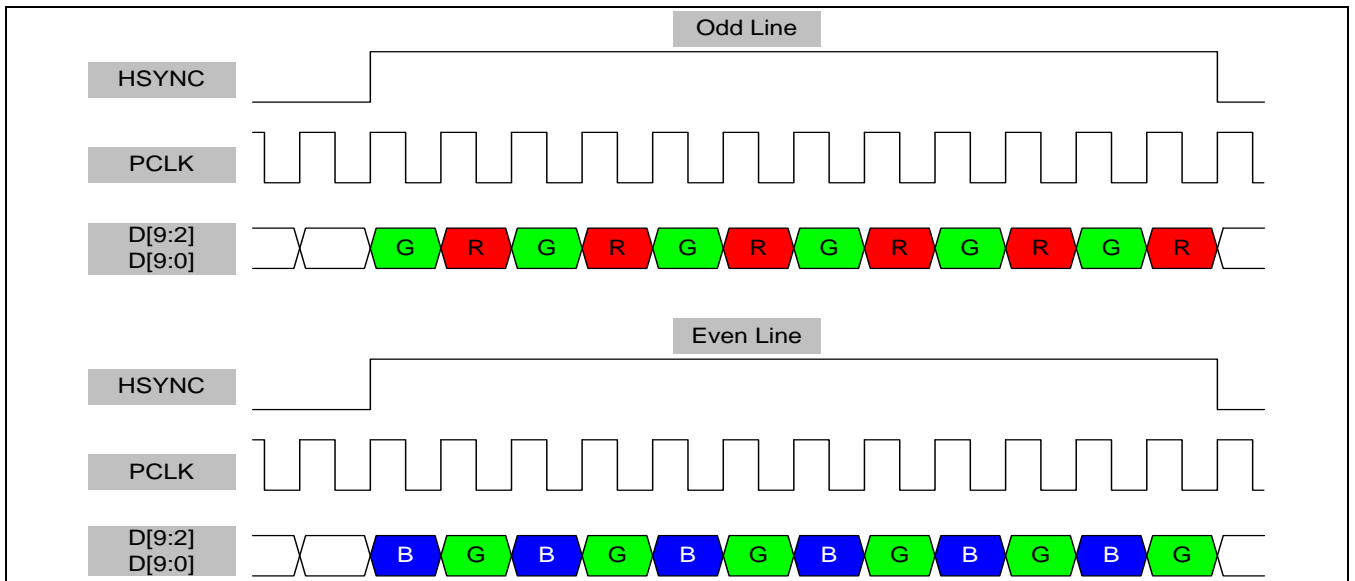 Odd Line
HSYNC
PCLK
D[9:2]
D[9:0]
G R G R G R G R G R G R
Even Line
HSYNC
PCLK
D[9:2]
D[9:0]
B G B G B G B G B G B G